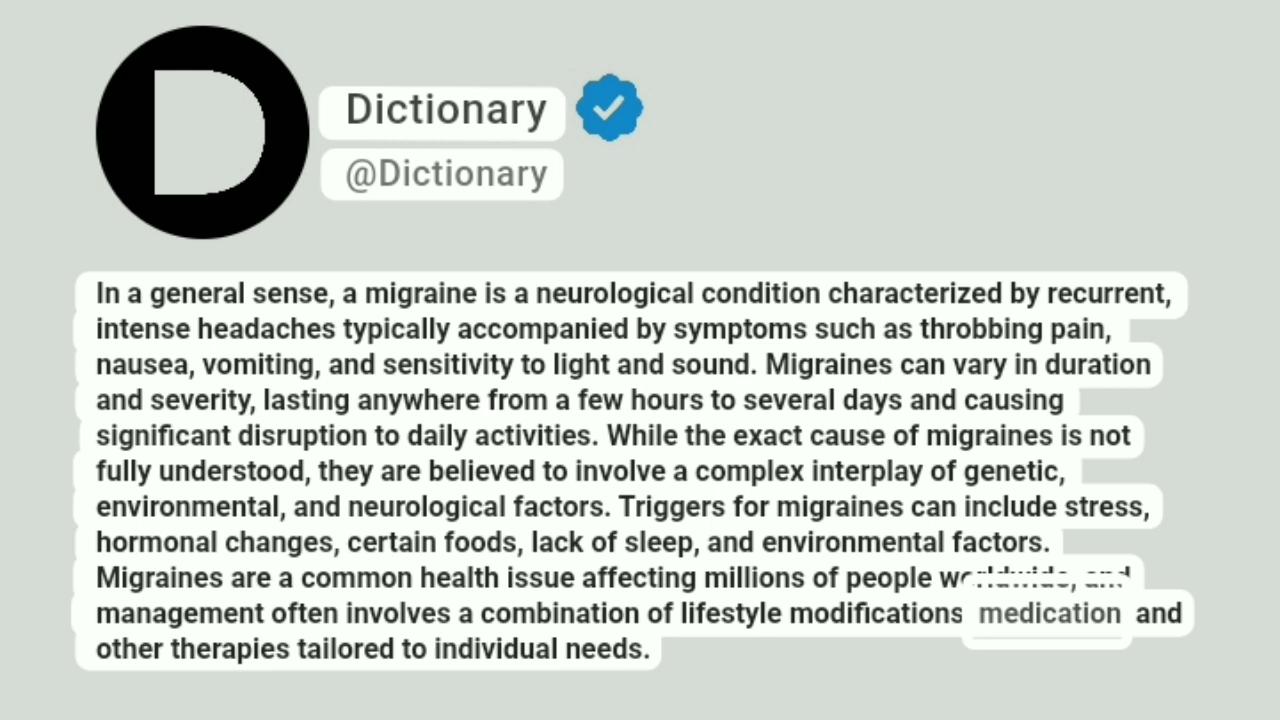 D
Dictionary
@Dictionary
In a general sense, a migraine is a neurological condition characterized by recurrent,
intense headaches typically accompanied by symptoms such as throbbing pain,
nausea, vomiting, and sensitivity to light and sound. Migraines can vary in duration
and severity, lasting anywhere from a few hours to several days and causing
significant disruption to daily activities. While the exact cause of migraines is not
fully understood, they are believed to involve a complex interplay of genetic,
environmental, and neurological factors. Triggers for migraines can include stress,
hormonal changes, certain foods, lack of sleep, and environmental factors.
Migraines are a common health issue affecting millions of people worldwide, and
management often involves a combination of lifestyle modifications medication and
other therapies tailored to individual needs.